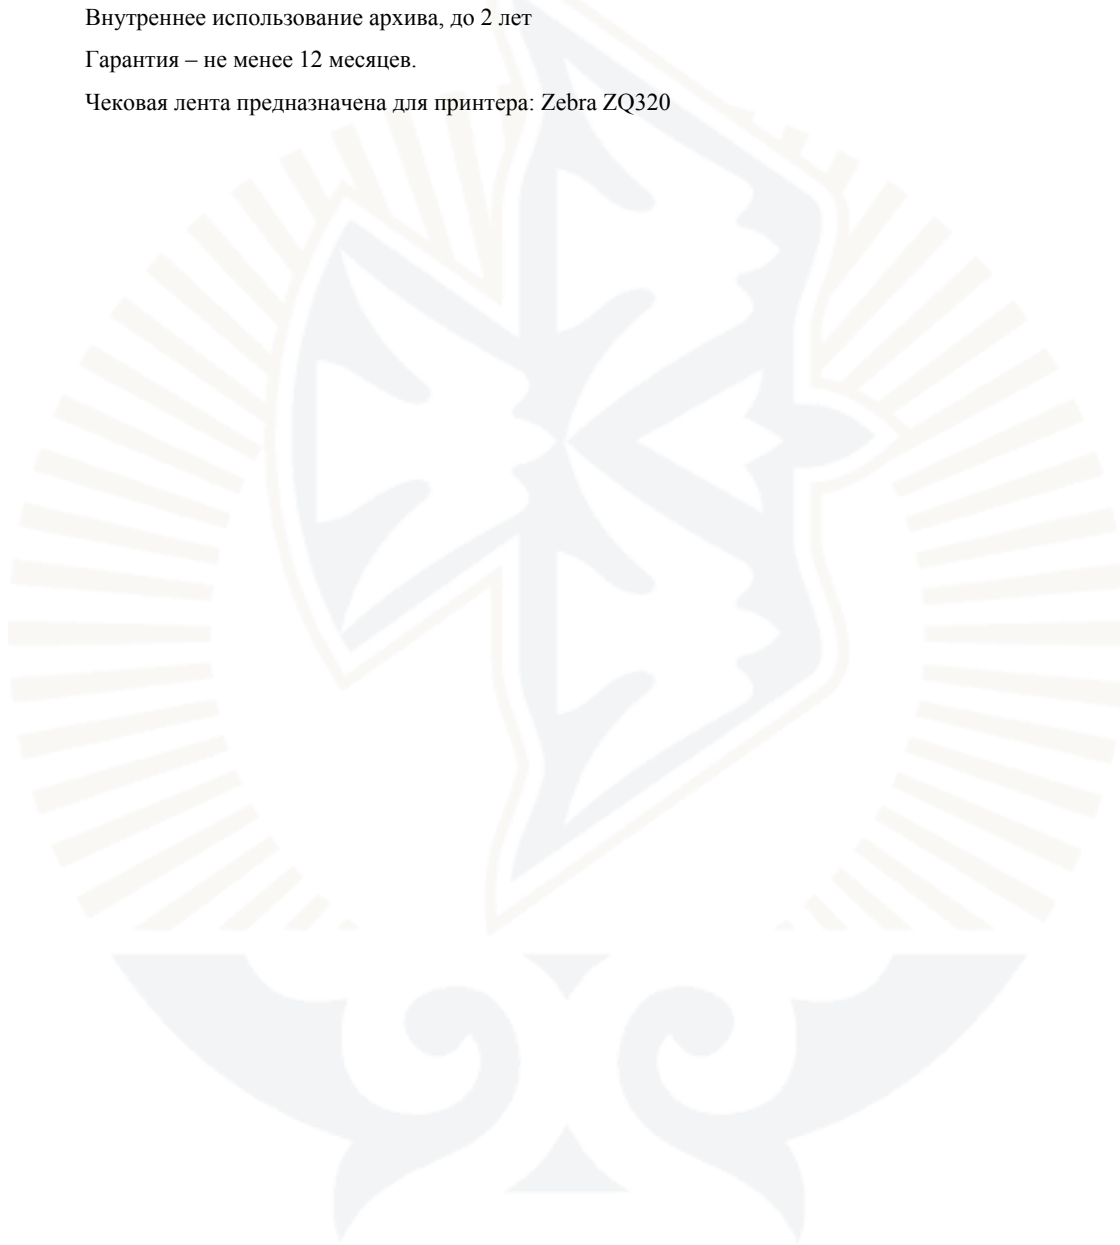 Внутреннее использование архива, до 2 лет
Гарантия – не менее 12 месяцев.
Чековая лента предназначена для принтера: Zebra ZQ320